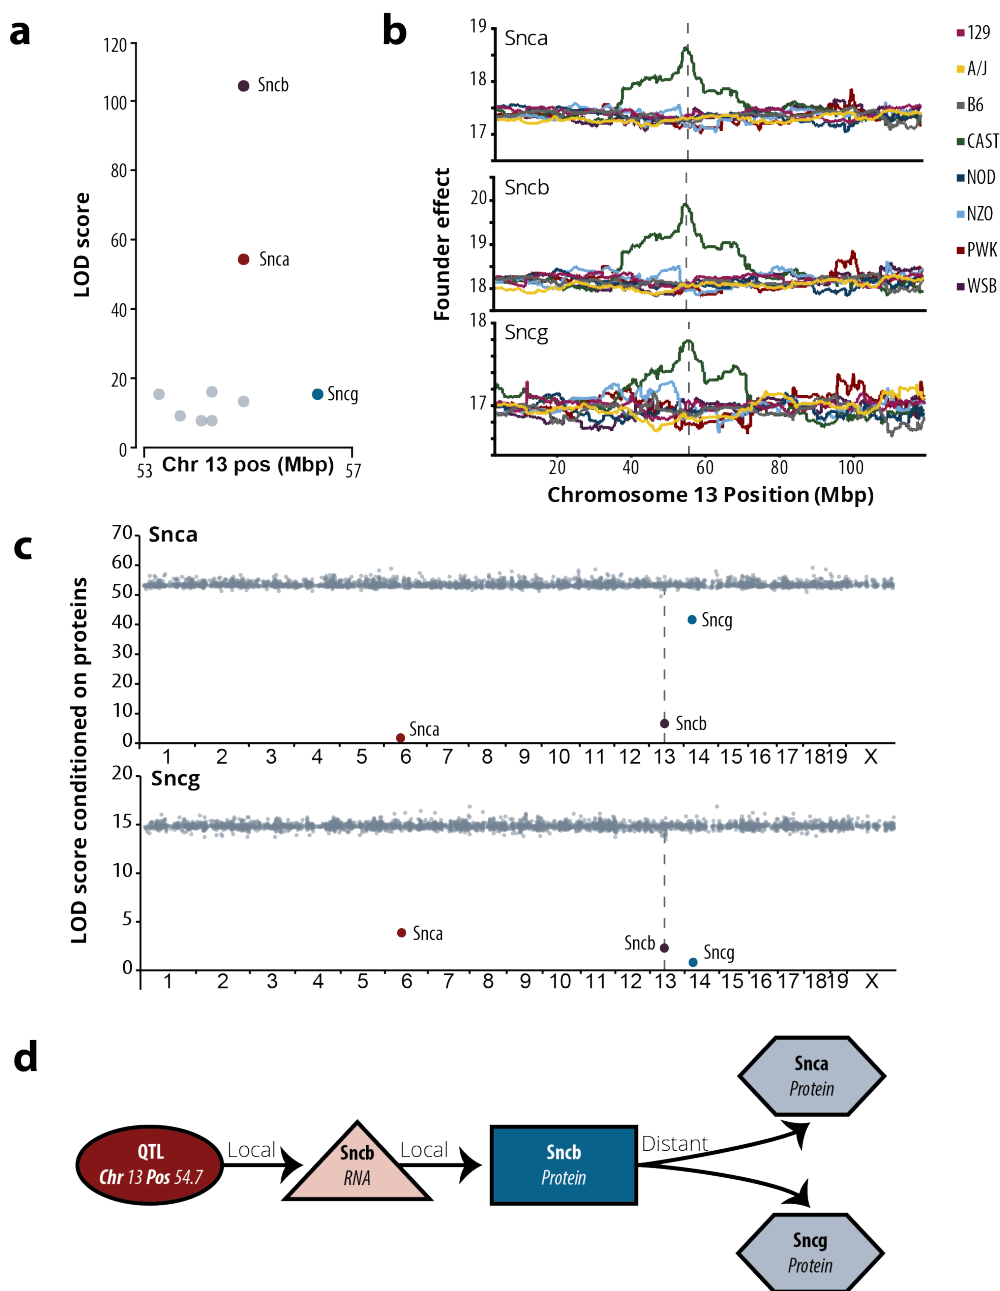 a
120
100
80
60
40
20
0
LOD score
Sncb
Snca
Sncg
53
Chr 13 pos (Mbp)
57
b
19
18
17
Snca
20
19
18
Sncb
18
17
Sncg
Founder effect
20
40
60
80
100
Chromosome 13 Position (Mbp)
129
A/J
B6
CAST
NOD
NZO
PWK
WSB
c
LOD score conditioned on proteins
Snca
70
60
50
40
30
20
10
0
Sncg
Snca
Sncb
1 2 3 4 5 6 7 8 9 10 11 12 13 14 15 16 17 18 19 X
Sncg
20
15
10
5
0
Snca
Sncb
Sncg
1 2 3 4 5 6 7 8 9 10 11 12 13 14 15 16 17 18 19 X
d
QTL
Chr 13 Pos 54.7
Local
Sncb
RNA
Local
Sncb
Protein
Distant
Snca
Protein
Sncg
Protein